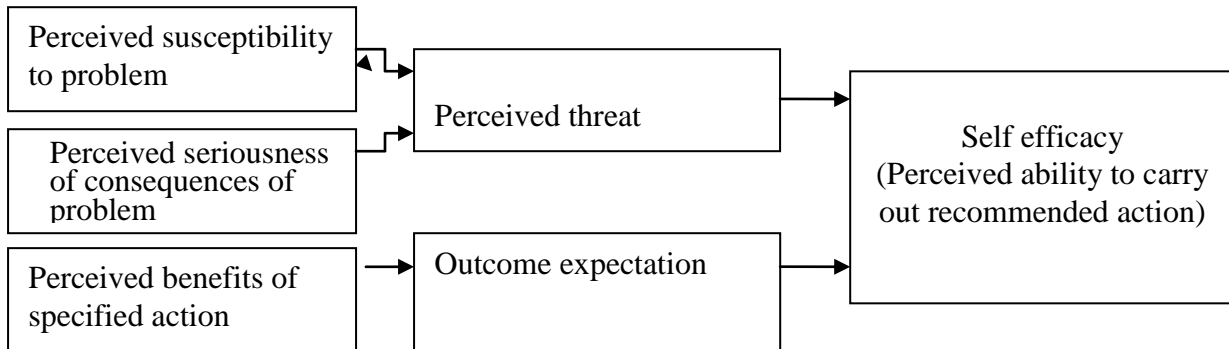 Perceived susceptibility
to problem
Perceived seriousness
of consequences of
problem
Perceived benefits of
specified action
Perceived threat
Outcome expectation
Self efficacy
(Perceived ability to carry
out recommended action)